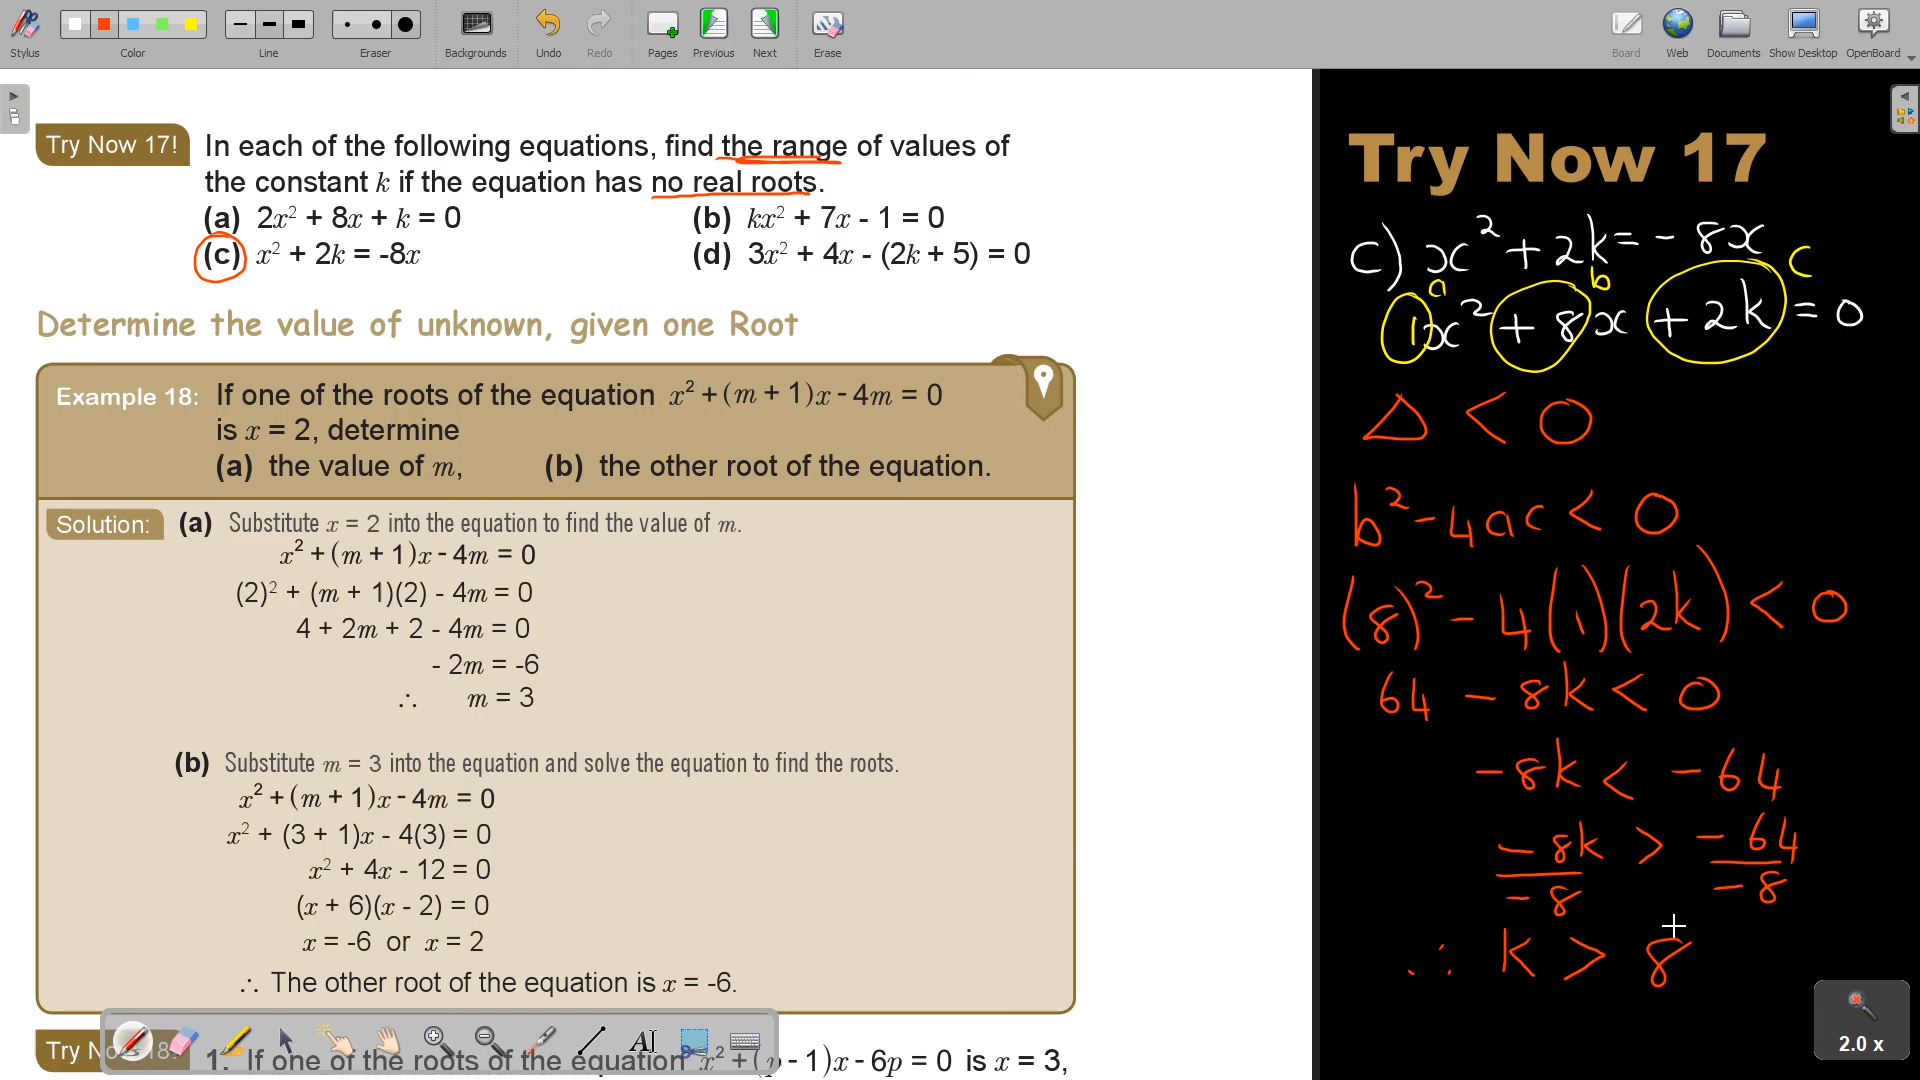 Stylus Color Line Eraser Backgrounds Undo Redo Pages Previous Next Erase Board Web Documents Show Desktop OpenBoard
Try Now 17! In each of the following equations, find the range of values of
the constant k if the equation has no real roots.
(a) 2x² + 8x + k = 0 (b) kx² + 7x - 1 = 0
(c) x² + 2k = -8x (d) 3x² + 4x - (2k + 5) = 0
Determine the value of unknown, given one Root
Example 18: If one of the roots of the equation x² + (m + 1)x - 4m = 0
is x = 2, determine
(a) the value of m, (b) the other root of the equation.
Solution: (a) Substitute x = 2 into the equation to find the value of m.
x² + (m + 1)x - 4m = 0
(2)² + (m + 1)(2) - 4m = 0
4 + 2m + 2 - 4m = 0
- 2m = -6
∴ m = 3
(b) Substitute m = 3 into the equation and solve the equation to find the roots.
x² + (m + 1)x - 4m = 0
x² + (3 + 1)x - 4(3) = 0
x² + 4x - 12 = 0
(x + 6)(x - 2) = 0
x = -6 or x = 2
∴ The other root of the equation is x = -6.
Try Now 18! 1. If one of the roots of the equation x² + (p - 1)x - 6p = 0 is x = 3,
Try Now 17
c) x² + 2k = - 8x
a b c
1x² + 8x + 2k = 0
Δ < 0
b² - 4ac < 0
(8)² - 4(1)(2k) < 0
64 - 8k < 0
-8k < -64
-8k > -64
-8 -8
∴ k > 8
2.0 x